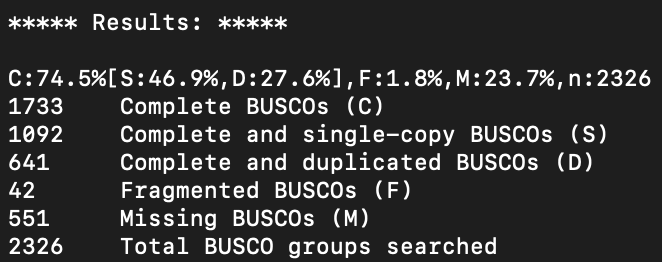 ***** Results: *****
C:74.5%[S:46.9%,D:27.6%],F:1.8%,M:23.7%,n:2326
1733 Complete BUSCOs (C)
1092 Complete and single-copy BUSCOs (S)
641 Complete and duplicated BUSCOs (D)
42 Fragmented BUSCOs (F)
551 Missing BUSCOs (M)
2326 Total BUSCO groups searched